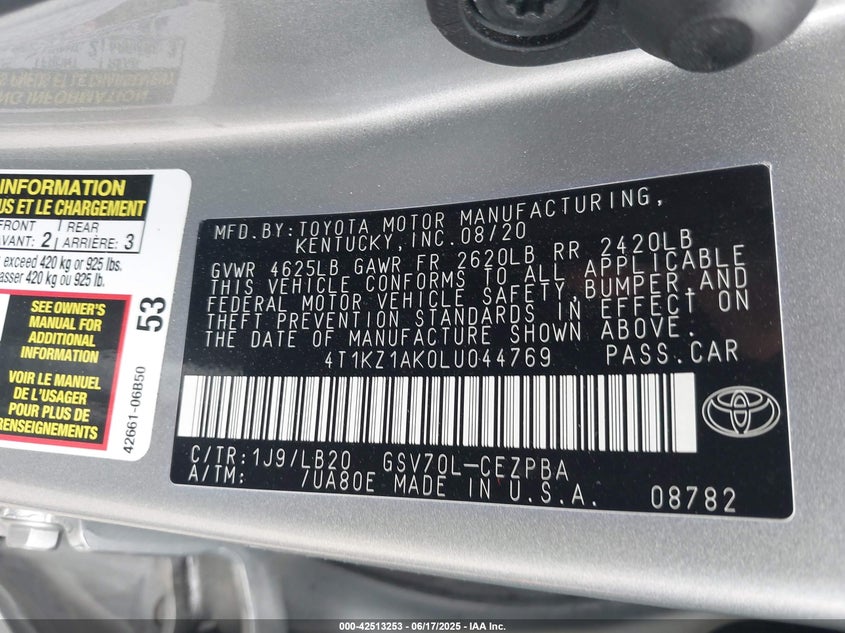 INFORMATION
US ET LE CHARGEMENT
FRONT REAR
AVANT: 2 ARRIÈRE: 3
exceed 420 kg or 925 lbs.
asser 420 kg ou 925 lb.
SEE OWNER'S
MANUAL FOR
ADDITIONAL
INFORMATION
VOIR LE MANUEL
DE L'USAGER
POUR PLUS DE
RENSEIGNEMENTS
53
42661-06B50
MFD.BY:TOYOTA MOTOR MANUFACTURING,
KENTUCKY, INC.08/20
GVWR 4625LB GAWR FR 2620LB RR 2420LB
THIS VEHICLE CONFORMS TO ALL APPLICABLE
FEDERAL MOTOR VEHICLE SAFETY,BUMPER,AND
THEFT PREVENTION STANDARDS IN EFFECT ON
THE DATE OF MANUFACTURE SHOWN ABOVE.
4T1KZ1AK0LU044769 PASS.CAR
C/TR:1J9/LB20 GSV70L-CEZPBA
A/TM: /UA80E MADE IN U.S.A.
08782
000-42513253 - 06/17/2025 - IAA Inc.